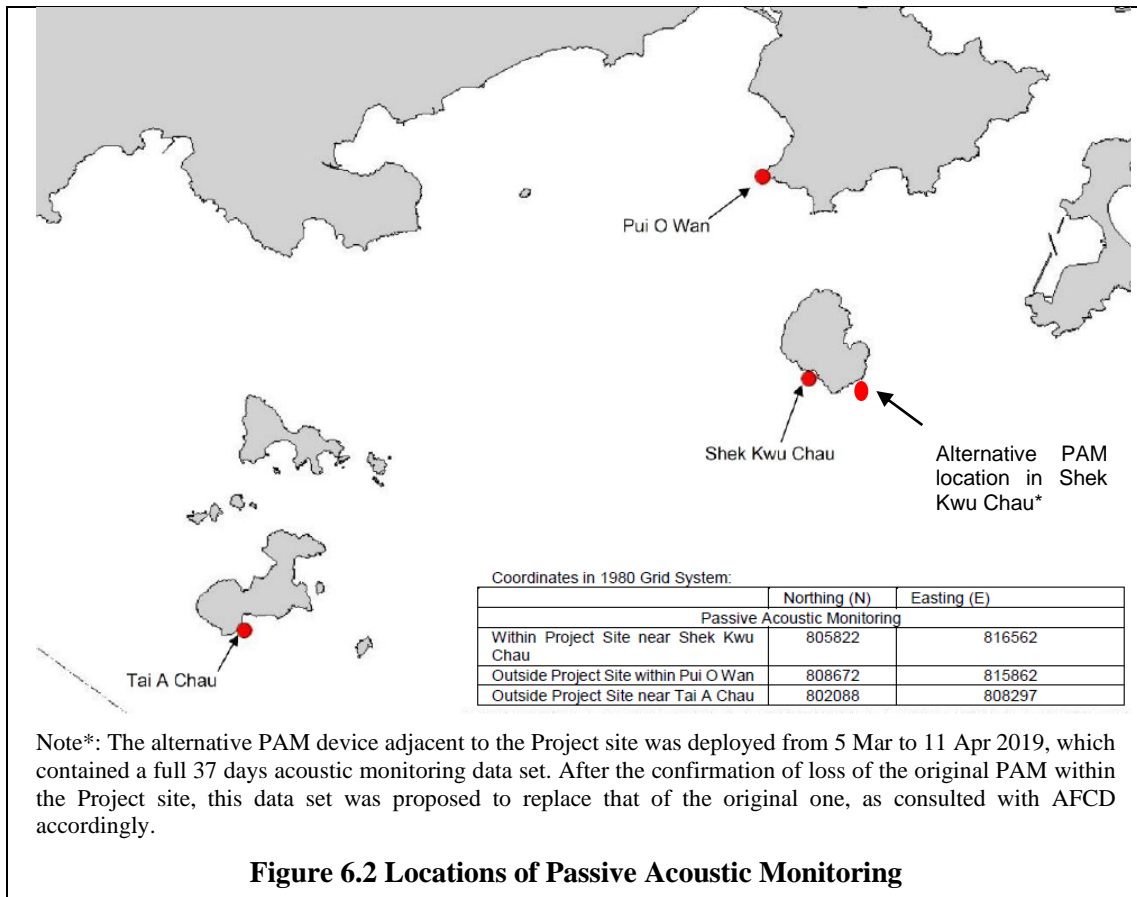 Pui O Wan
Shek Kwu Chau
Alternative PAM
location in Shek
Kwu Chau*
Tai A Chau
Coordinates in 1980 Grid System:
Northing (N) Easting (E)
Passive Acoustic Monitoring
Within Project Site near Shek Kwu 805822 816562
Chau
Outside Project Site within Pui O Wan 808672 815862
Outside Project Site near Tai A Chau 802088 808297
Note*: The alternative PAM device adjacent to the Project site was deployed from 5 Mar to 11 Apr 2019, which
contained a full 37 days acoustic monitoring data set. After the confirmation of loss of the original PAM within
the Project site, this data set was proposed to replace that of the original one, as consulted with AFCD
accordingly.
Figure 6.2 Locations of Passive Acoustic Monitoring